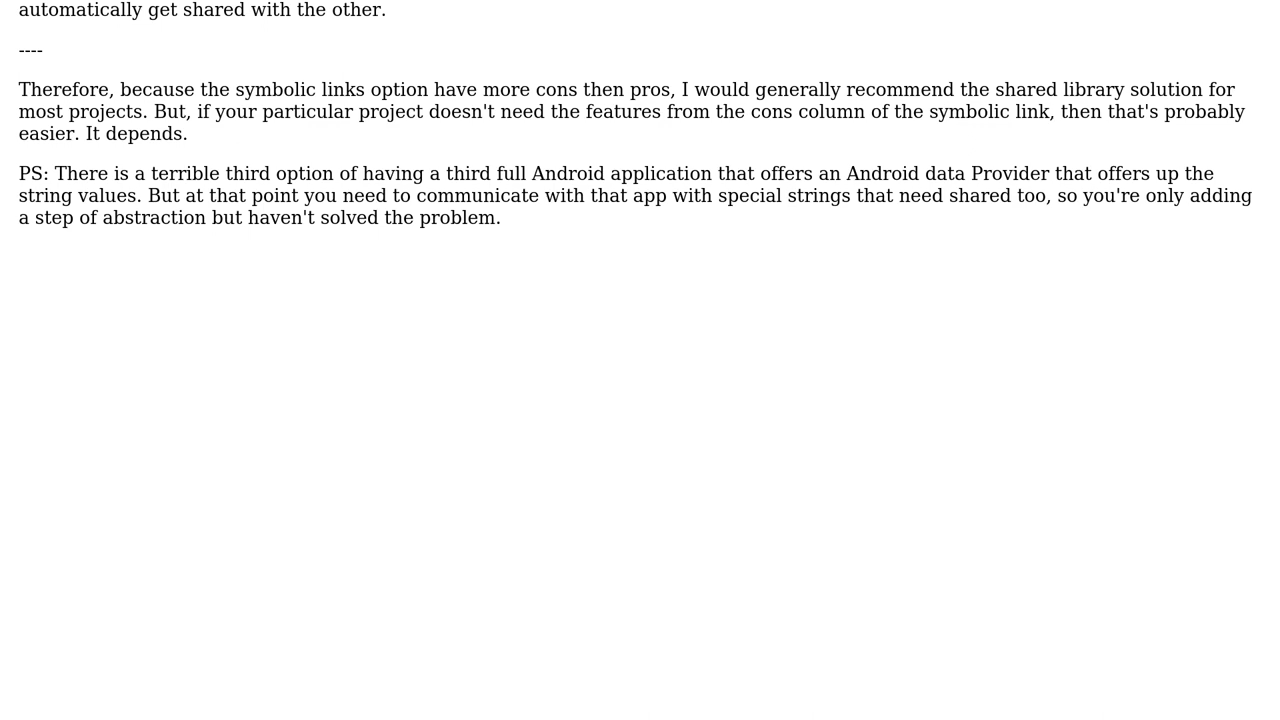 automatically get shared with the other.
----
Therefore, because the symbolic links option have more cons then pros, I would generally recommend the shared library solution for
most projects. But, if your particular project doesn't need the features from the cons column of the symbolic link, then that's probably
easier. It depends.
PS: There is a terrible third option of having a third full Android application that offers an Android data Provider that offers up the
string values. But at that point you need to communicate with that app with special strings that need shared too, so you're only adding
a step of abstraction but haven't solved the problem.